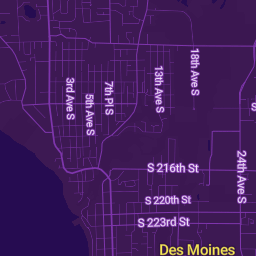 18th Ave S
13th Ave S
3rd Ave S
7th Pl S
5th Ave S
S
S 216th St
24th Ave S
S 220th St
S 223rd St
Des Moines